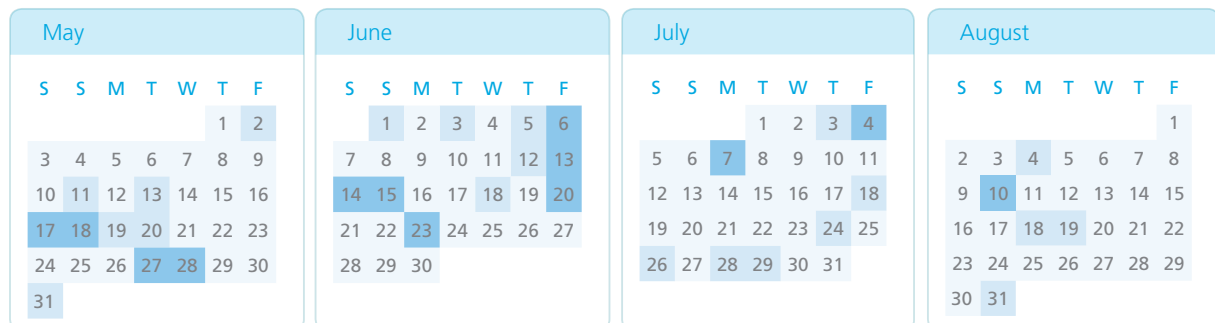 May
S S M T W T F
1 2
3 4 5 6 7 8 9
10 11 12 13 14 15 16
17 18 19 20 21 22 23
24 25 26 27 28 29 30
31
June
S S M T W T F
1 2 3 4 5 6
7 8 9 10 11 12 13
14 15 16 17 18 19 20
21 22 23 24 25 26 27
28 29 30
July
S S M T W T F
1 2 3 4
5 6 7 8 9 10 11
12 13 14 15 16 17 18
19 20 21 22 23 24 25
26 27 28 29 30 31
August
S S M T W T F
1
2 3 4 5 6 7 8
9 10 11 12 13 14 15
16 17 18 19 20 21 22
23 24 25 26 27 28 29
30 31